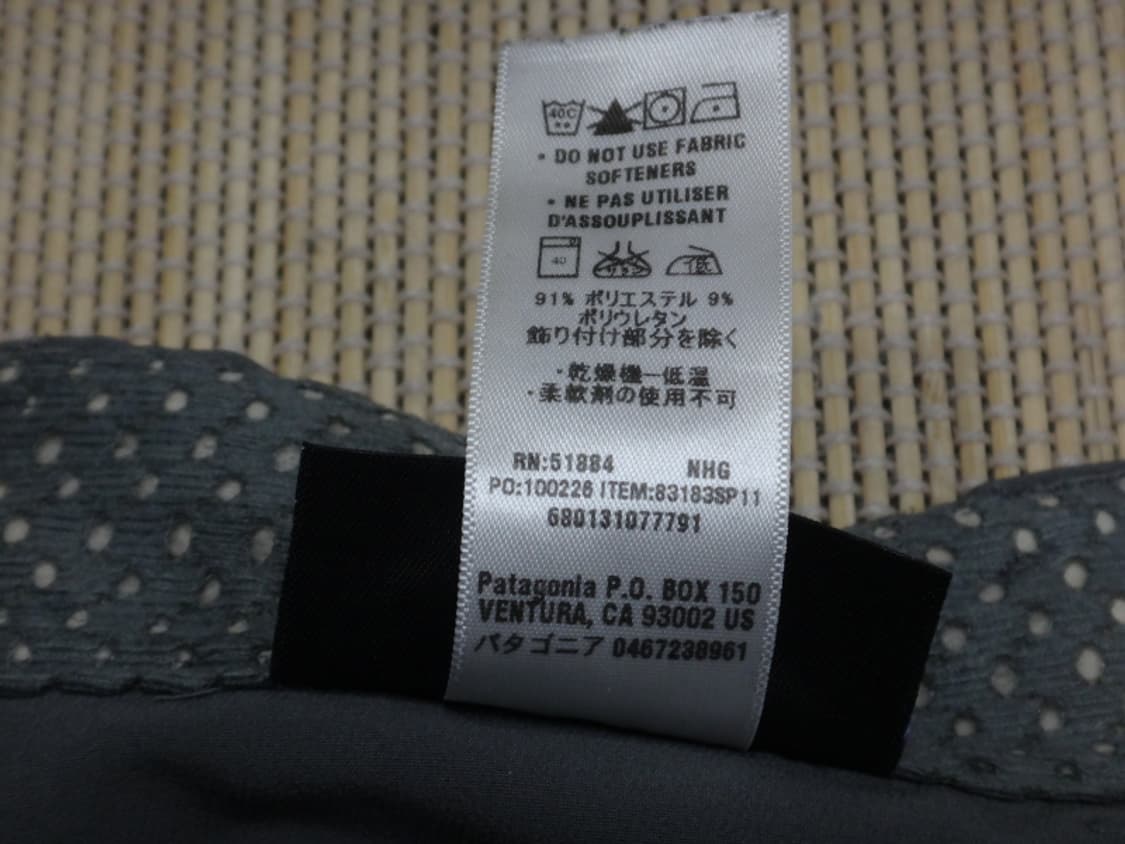 40C
• DO NOT USE FABRIC
SOFTENERS
• NE PAS UTILISER
D'ASSOUPLISSANT
40 低
91% ポリエステル 9%
ポリウレタン
飾り付け部分を除く
・乾燥機ー低温
・柔軟剤の使用不可
RN:51884 NHG
PO:100226 ITEM:83183SP11
680131077791
Patagonia P.O. BOX 150
VENTURA, CA 93002 US
パタゴニア 0467238961